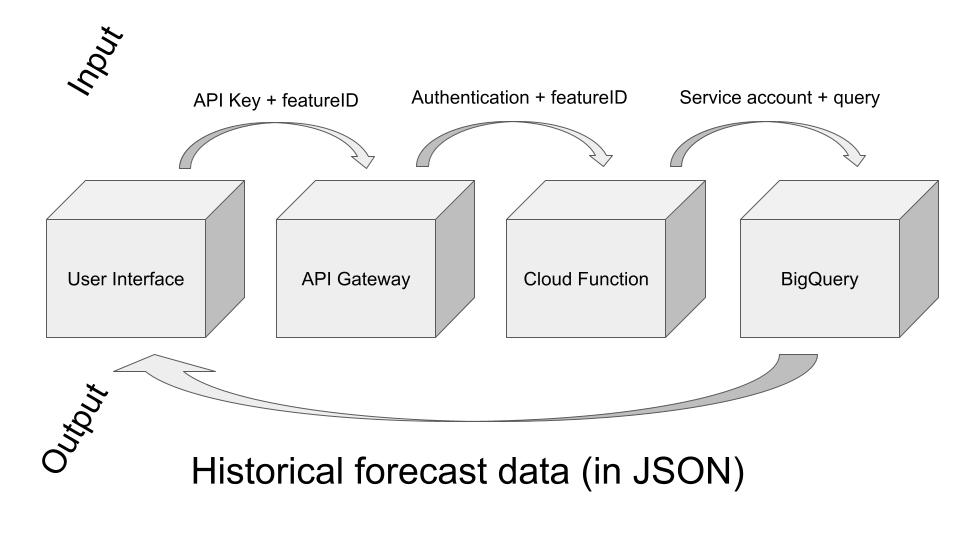 Input
API Key + featureID
Authentication + featureID
Service account + query
User Interface
API Gateway
Cloud Function
BigQuery
Output
Historical forecast data (in JSON)